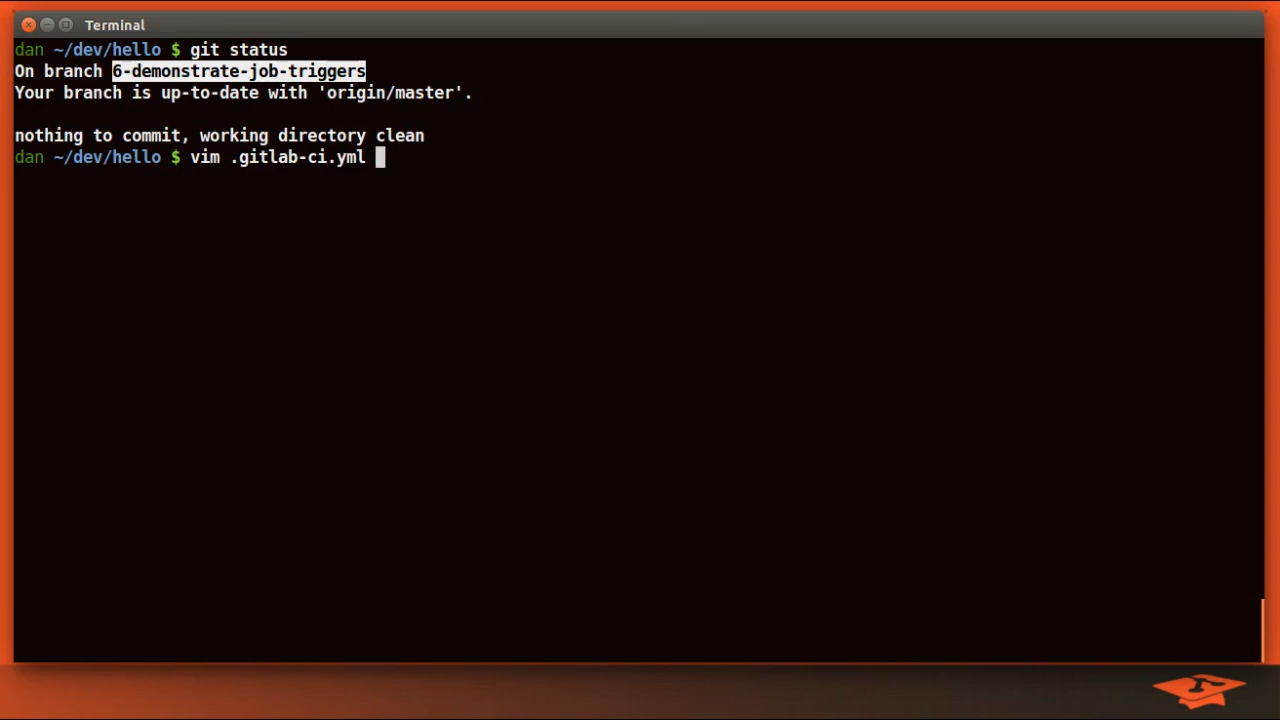 Terminal
dan ~/dev/hello $ git status
On branch 6-demonstrate-job-triggers
Your branch is up-to-date with 'origin/master'.
nothing to commit, working directory clean
dan ~/dev/hello $ vim .gitlab-ci.yml